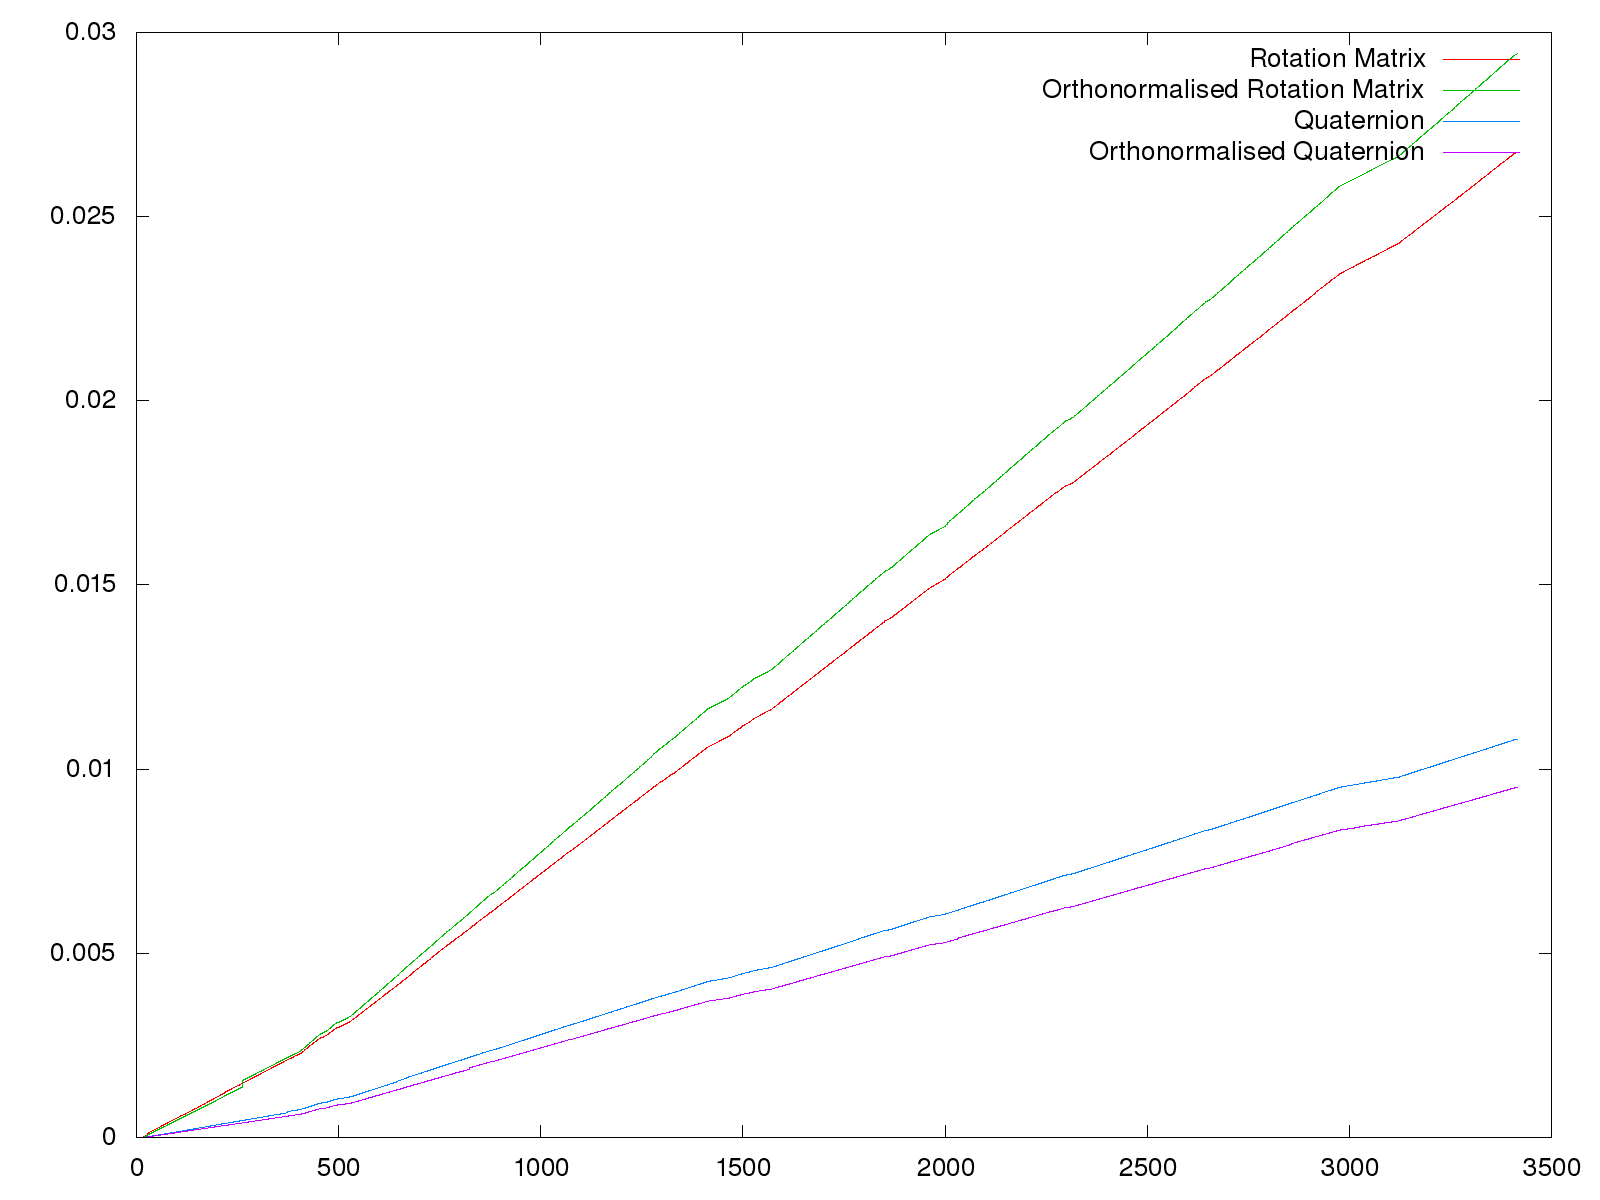 0.03
0.025
0.02
0.015
0.01
0.005
0
Rotation Matrix
Orthonormalised Rotation Matrix
Quaternion
Orthonormalised Quaternion
0 500 1000 1500 2000 2500 3000 3500